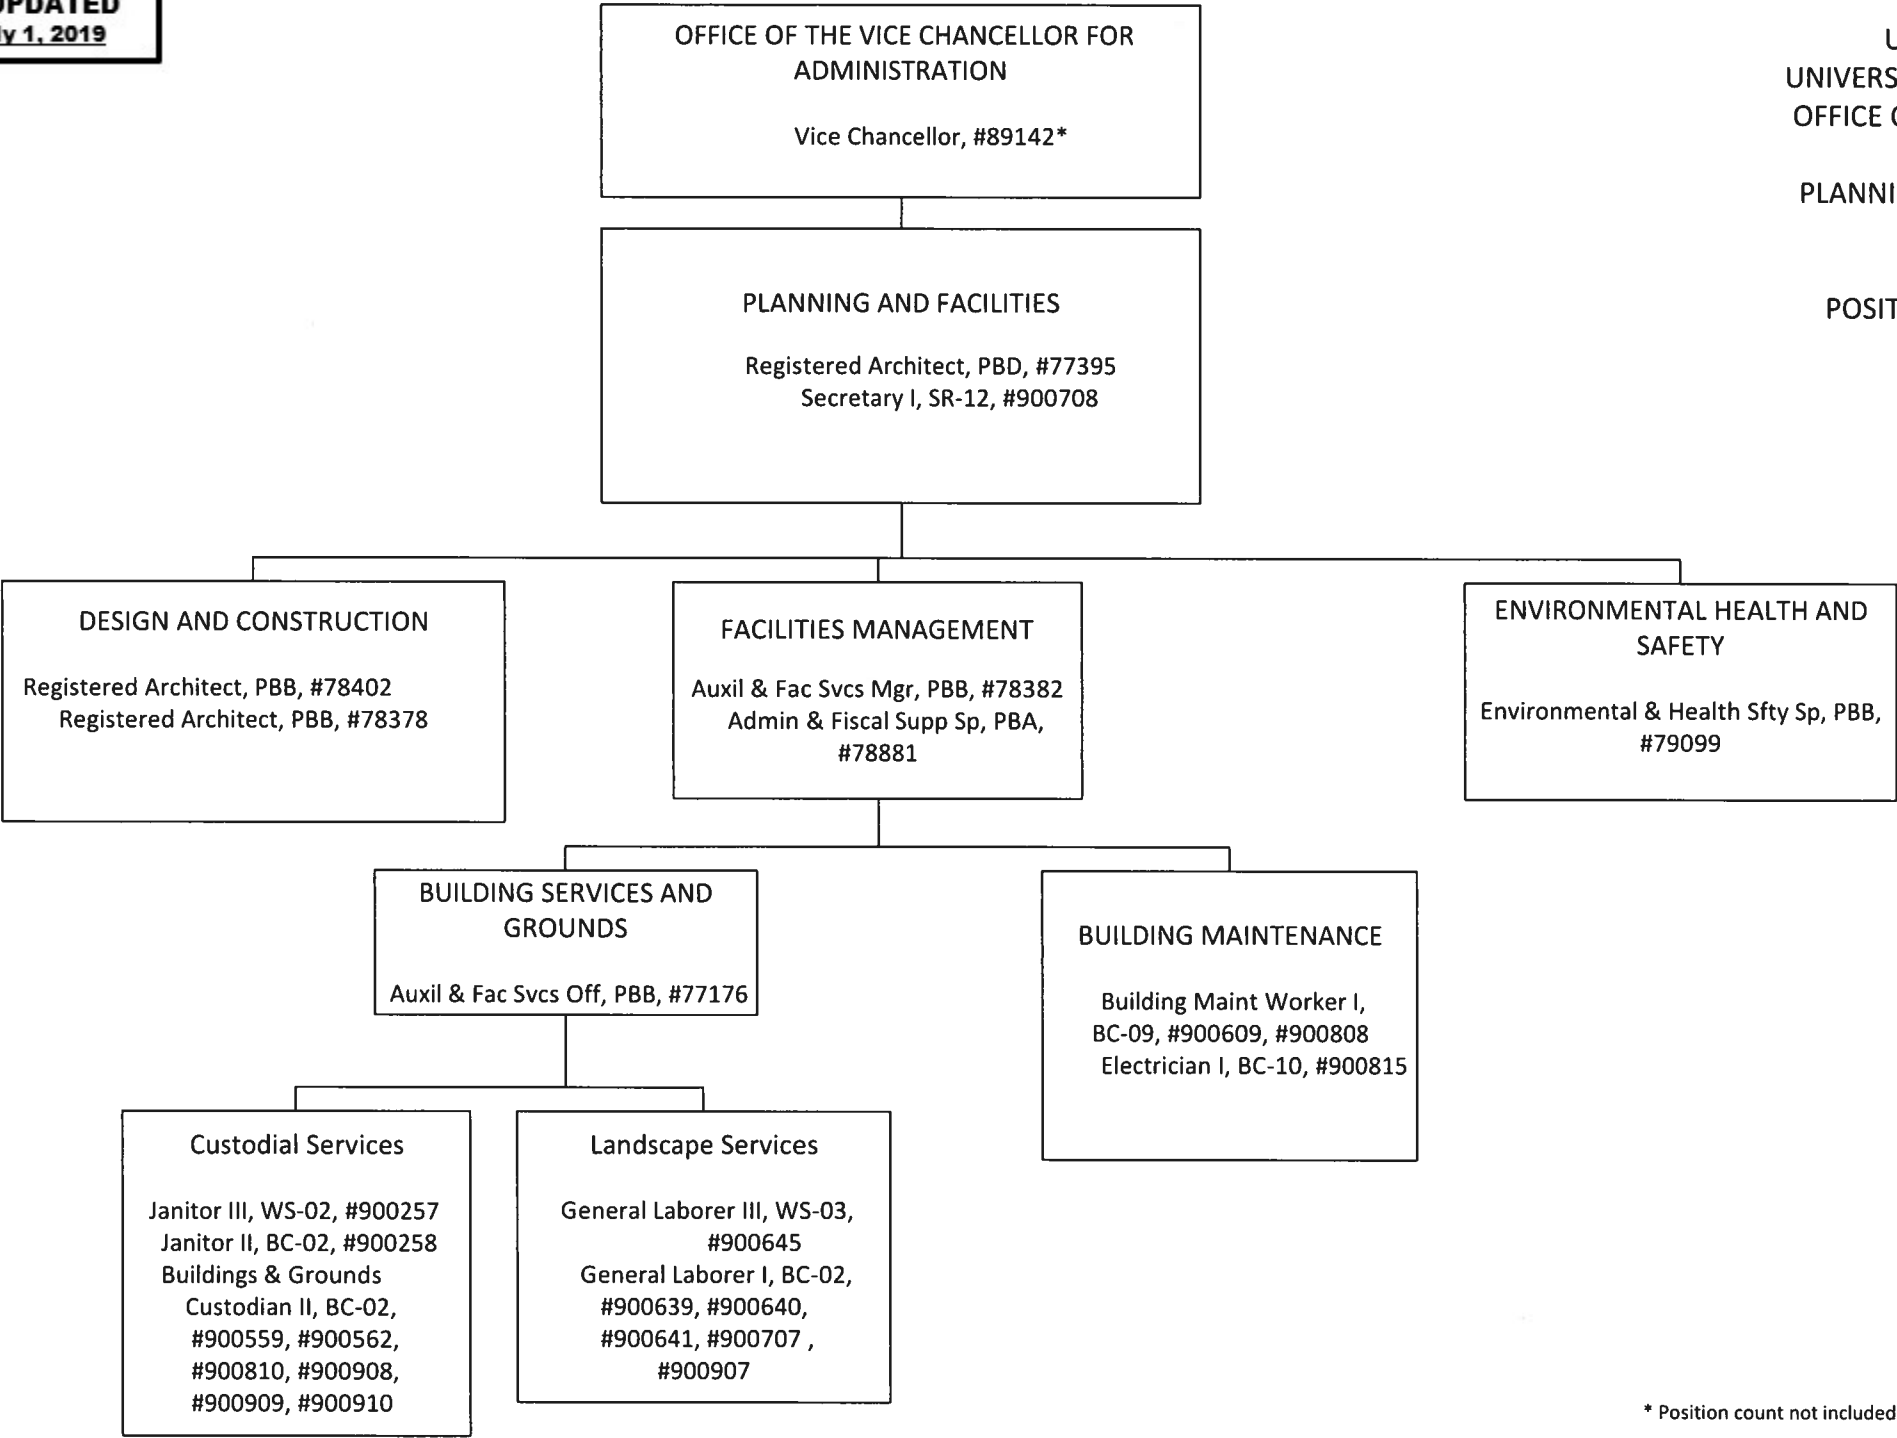 UPDATED
1, 2019
OFFICE OF THE VICE CHANCELLOR FOR
ADMINISTRATION
Vice Chancellor, #89142*
OFFICE
PLANNING AND FACILITIES
Registered Architect, PBD, #77395
Secretary I, SR-12, #900708
DESIGN AND CONSTRUCTION
Registered Architect, PBB, #78402
Registered Architect, PBB, #78378
FACILITIES MANAGEMENT
Auxil & Fac Svcs Mgr, PBB, #78382
Admin & Fiscal Supp Sp, PBA,
#78881
ENVIRONMENTAL HEALTH AND
SAFETY
Environmental & Health Sfty Sp, PBB,
#79099
BUILDING SERVICES AND
GROUNDS
Auxil & Fac Svcs Off, PBB, #77176
BUILDING MAINTENANCE
Building Maint Worker I,
BC-09, #900609, #900808
Electrician I, BC-10, #900815
Custodial Services
Janitor III, WS-02, #900257
Janitor II, BC-02, #900258
Buildings & Grounds
Custodian II, BC-02,
#900559, #900562,
#900810, #900908,
#900909, #900910
Landscape Services
General Laborer III, WS-03,
#900645
General Laborer I, BC-02,
#900639, #900640,
#900641, #900707 ,
#900907
* Position count not included